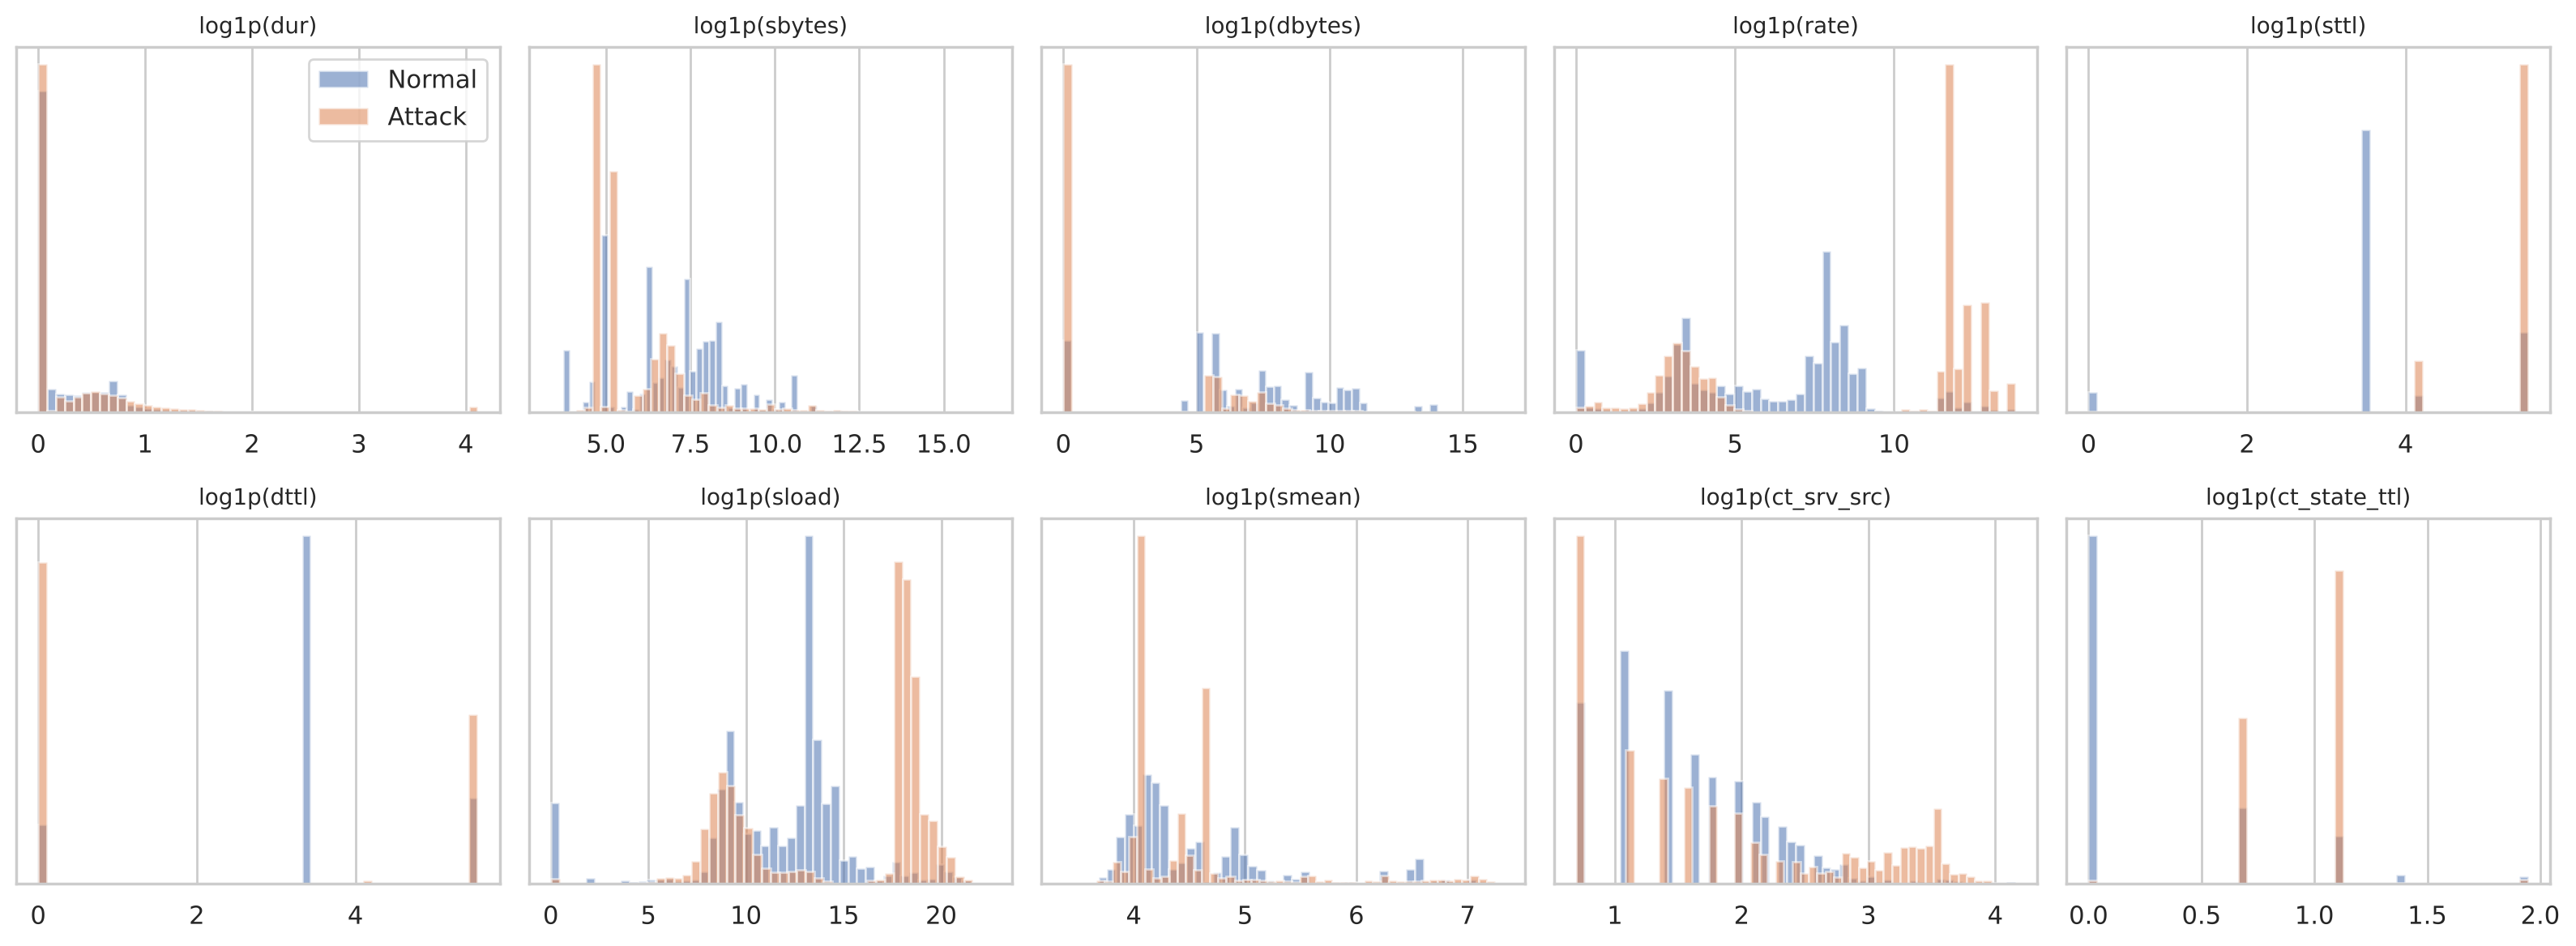 log1p(dur) log1p(sbytes) log1p(dbytes) log1p(rate) log1p(sttl)
Normal
Attack
0 1 2 3 4 5.0 7.5 10.0 12.5 15.0 0 5 10 15 0 5 10 0 2 4
log1p(dttl) log1p(sload) log1p(smean) log1p(ct_srv_src) log1p(ct_state_ttl)
0 2 4 0 5 10 15 20 4 5 6 7 1 2 3 4 0.0 0.5 1.0 1.5 2.0